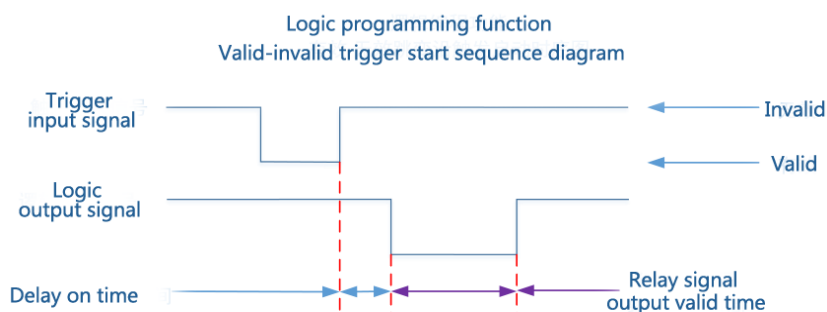 Logic programming function
Valid-invalid trigger start sequence diagram
Trigger
input signal
Invalid
Valid
Logic
output signal
Delay on time
Relay signal
output valid time